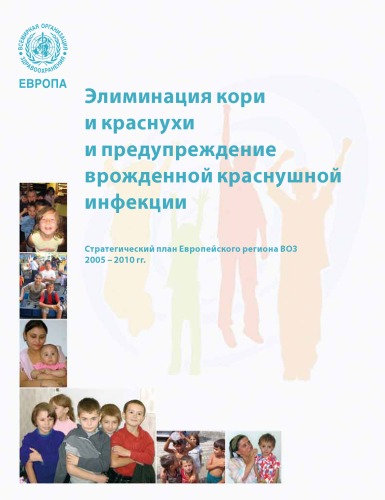 ВСЕМИРНАЯ ОРГАНИЗАЦИЯ
ЗДРАВООХРАНЕНИЯ
ЕВРОПА
Элиминация кори
и краснухи
и предупреждение
врожденной краснушной
инфекции
Стратегический план Европейского региона ВОЗ
2005 – 2010 гг.